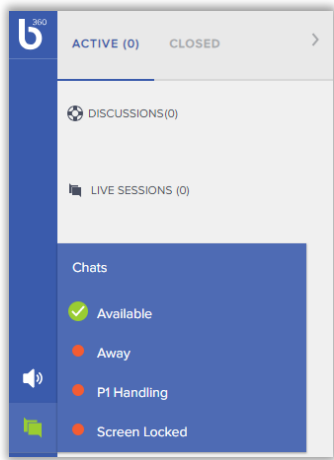 b 360
ACTIVE (0) CLOSED
DISCUSSIONS(0)
LIVE SESSIONS (0)
Chats
Available
Away
P1 Handling
Screen Locked